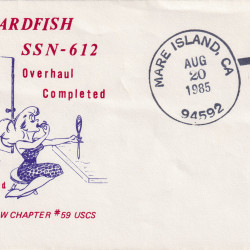 ARDFISH
SSN-612
Overhaul
Completed
d
W CHAPTER #59 USCS
MARE ISLAND, CA
AUG
20
1985
94592